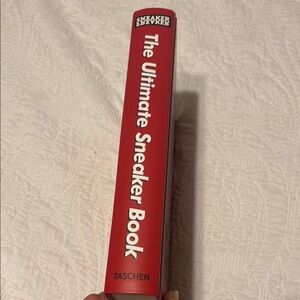 SNEAKER
FREAKER
The Ultimate Sneaker Book
TASCHEN